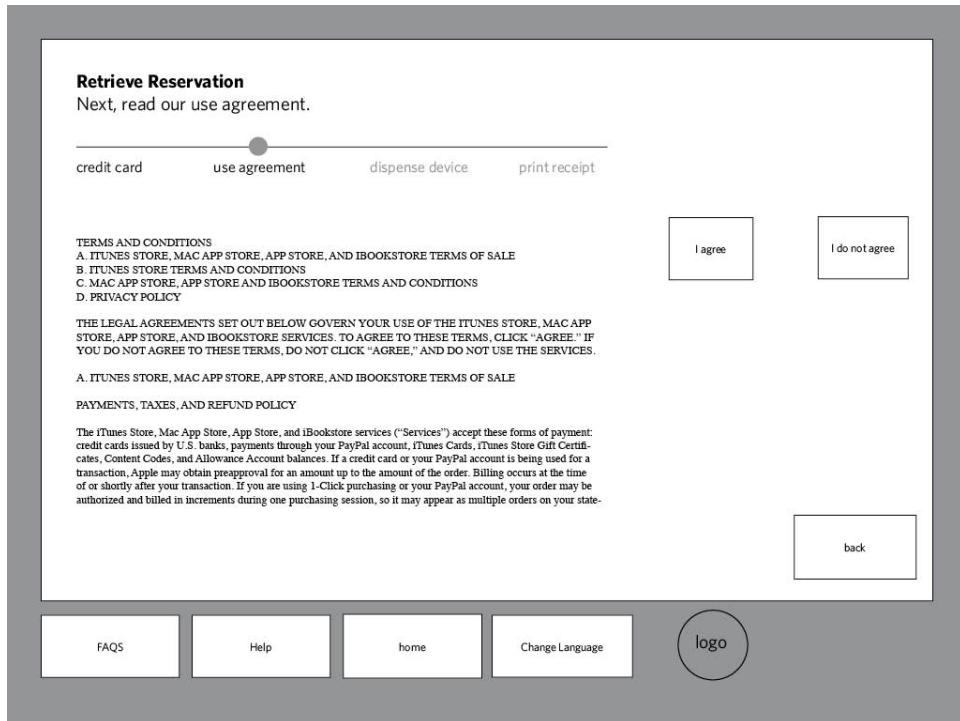 Retrieve Reservation
Next, read our use agreement.
credit card use agreement dispense device print receipt
TERMS AND CONDITIONS
A. ITUNES STORE, MAC APP STORE, APP STORE, AND IBOOKSTORE TERMS OF SALE
B. ITUNES STORE TERMS AND CONDITIONS
C. MAC APP STORE, APP STORE AND IBOOKSTORE TERMS AND CONDITIONS
D. PRIVACY POLICY
THE LEGAL AGREEMENTS SET OUT BELOW GOVERN YOUR USE OF THE ITUNES STORE, MAC APP
STORE, APP STORE, AND IBOOKSTORE SERVICES. TO AGREE TO THESE TERMS, CLICK “AGREE.” IF
YOU DO NOT AGREE TO THESE TERMS, DO NOT CLICK “AGREE,” AND DO NOT USE THE SERVICES.
A. ITUNES STORE, MAC APP STORE, APP STORE, AND IBOOKSTORE TERMS OF SALE
PAYMENTS, TAXES, AND REFUND POLICY
The iTunes Store, Mac App Store, App Store, and iBookstore services (“Services”) accept these forms of payment:
credit cards issued by U.S. banks, payments through your PayPal account, iTunes Cards, iTunes Store Gift Certifi-
cates, Content Codes, and Allowance Account balances. If a credit card or your PayPal account is being used for a
transaction, Apple may obtain preapproval for an amount up to the amount of the order. Billing occurs at the time
of or shortly after your transaction. If you are using 1-Click purchasing or your PayPal account, your order may be
authorized and billed in increments during one purchasing session, so it may appear as multiple orders on your state-
I agree
I do not agree
back
FAQS
Help
home
Change Language
logo